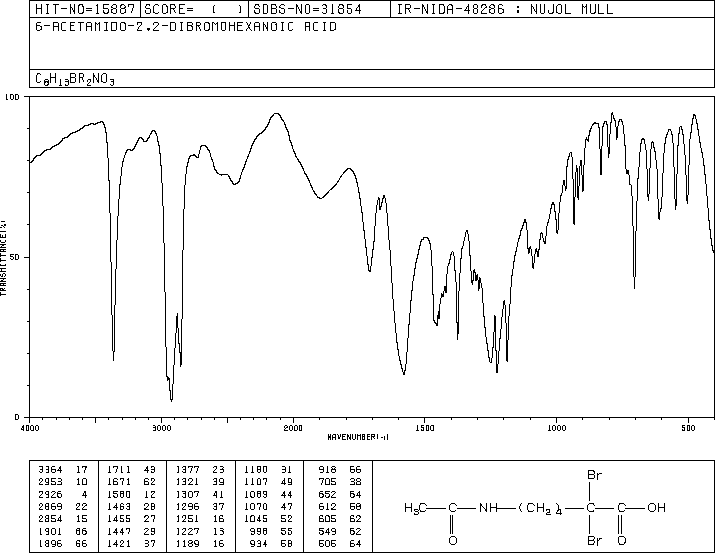 HIT-NO=15887 SCORE= ( ) SDBS-NO=31854 IR-NIDA-48286 : NUJOL MULL
6-ACETAMIDO-2,2-DIBROMOHEXANOIC ACID
C8H13BR2NO3
100
50
0
TRANSMITTANCE(%)
4000 3000 2000 1500 1000 500
WAVENUMBER(-1)
3364 17 1711 43 1377 23 1180 31 918 66
2953 10 1671 62 1321 39 1107 49 705 38
2926 4 1580 12 1307 41 1089 44 652 64
2869 22 1463 28 1296 37 1070 47 612 58
2854 15 1455 27 1251 16 1045 52 605 62
1901 66 1447 29 1227 13 998 55 549 62
1896 66 1421 37 1189 16 934 58 505 64
Br
H3C C NH (CH2)4 C C OH
O Br O